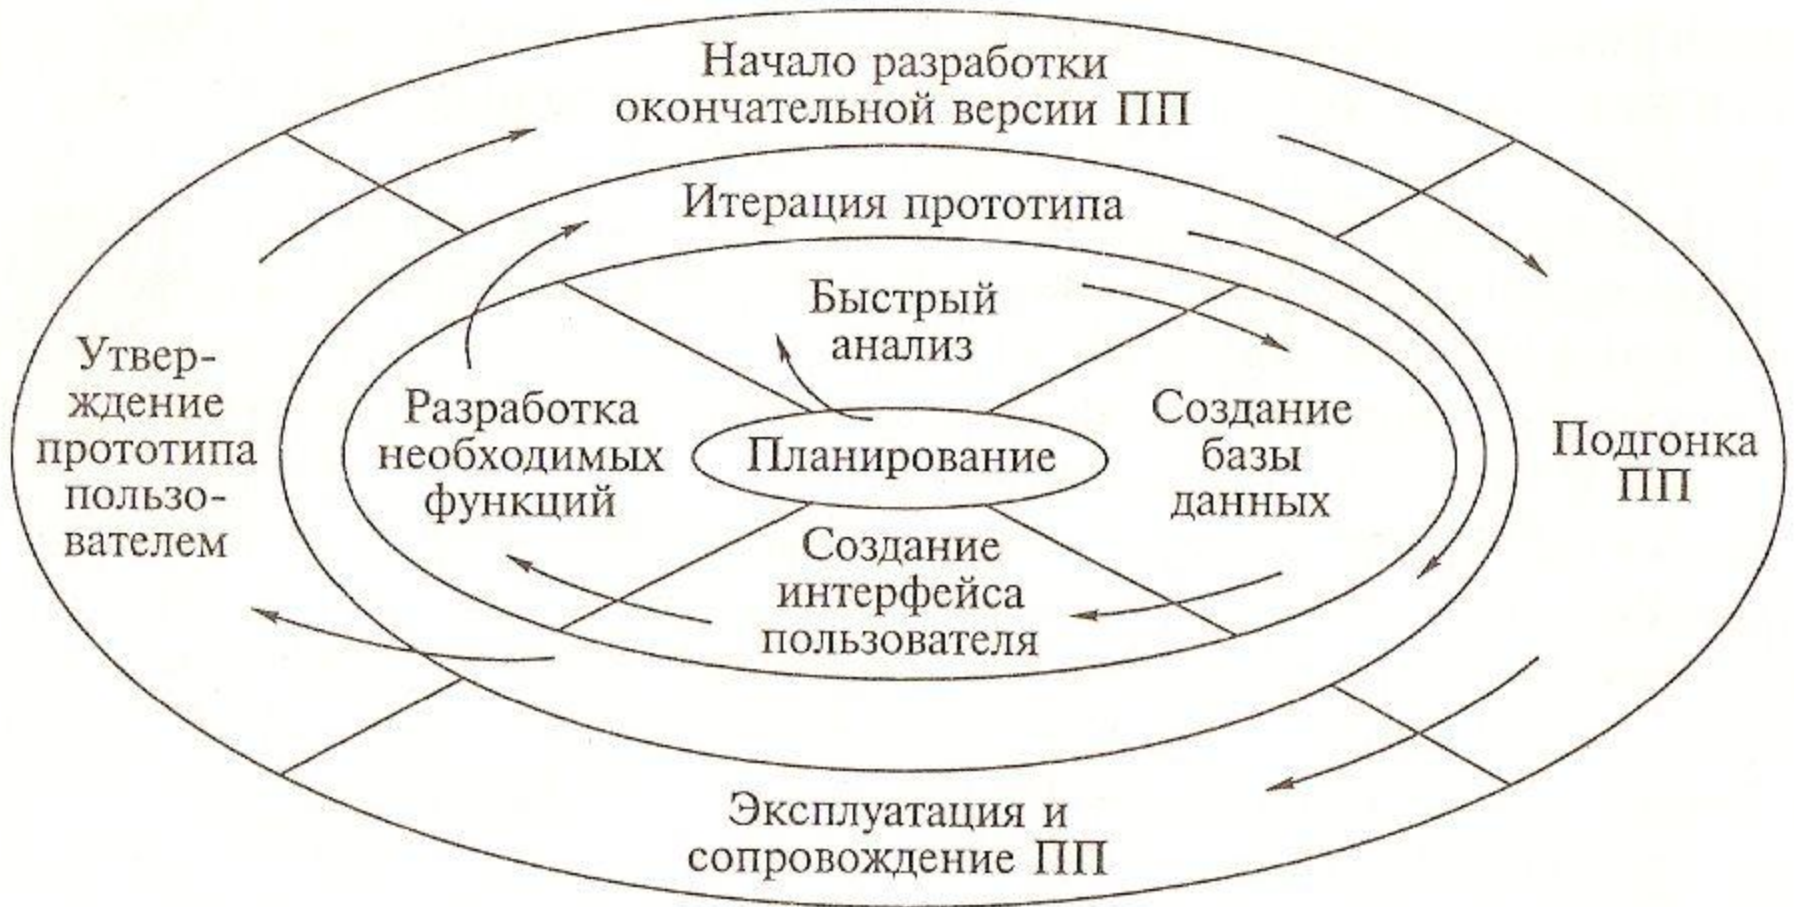 Начало разработки
окончательной версии ПП
Итерация прототипа
Быстрый
анализ
Утвер-
ждение
прототипа
пользо-
вателем
Разработка
необходимых
функций
Планирование
Создание
базы
данных
Подгонка
ПП
Создание
интерфейса
пользователя
Эксплуатация и
сопровождение ПП